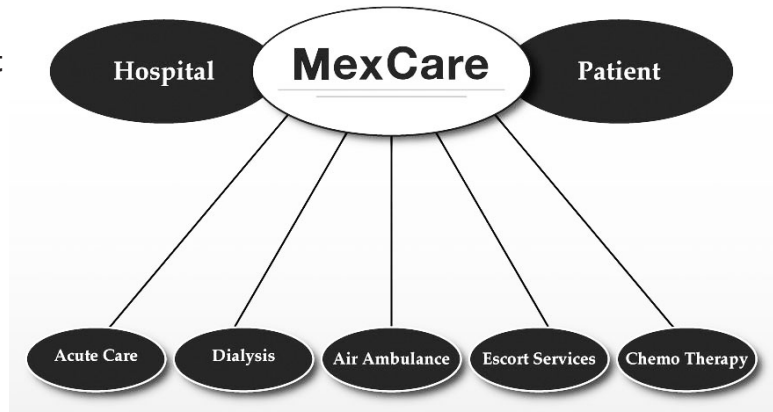 Hospital
MexCare
Patient
Acute Care
Dialysis
Air Ambulance
Escort Services
Chemo Therapy